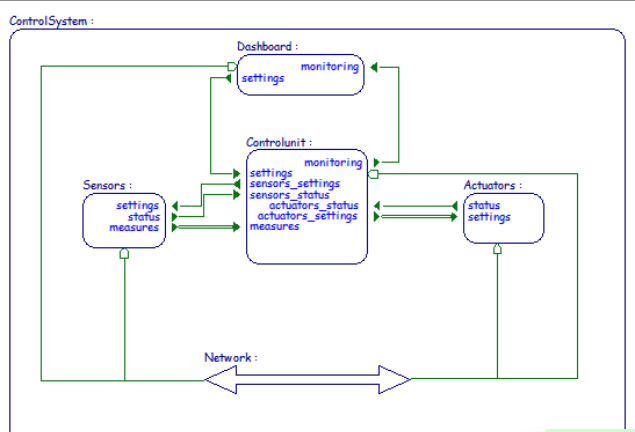 ControlSystem :
Dashboard :
monitoring
settings
Controlunit :
monitoring
settings
sensors_settings
sensors_status
actuators_status
actuators_settings
measures
Sensors :
settings
status
measures
Actuators :
status
settings
Network :